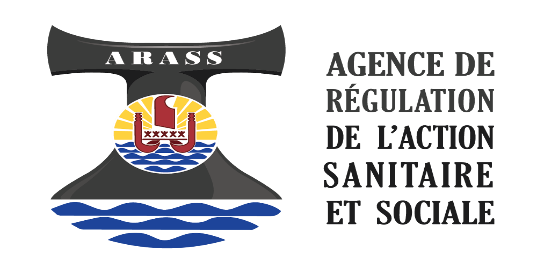 ARASS
AGENCE DE
RÉGULATION
DE L'ACTION
SANITAIRE
ET SOCIALE